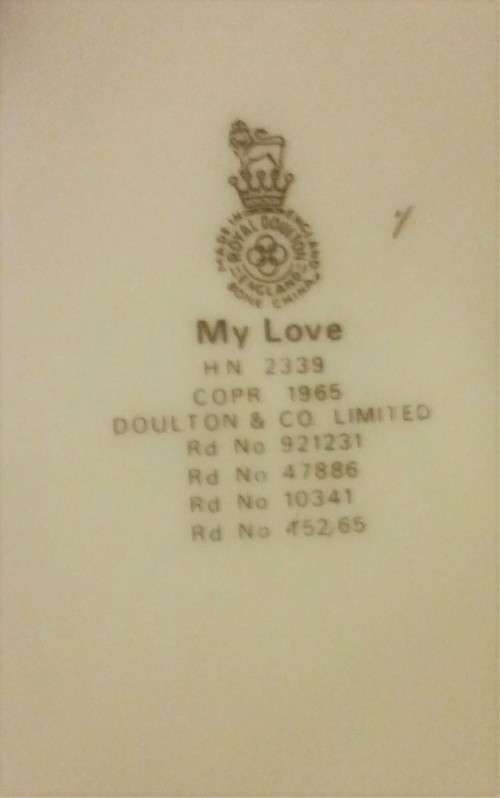 MADE IN ENGLAND
ROYAL DOULTON
ENGLAND
BONE CHINA
My Love
HN 2339
COPR 1965
DOULTON & CO LIMITED
Rd No 921231
Rd No 47886
Rd No 10341
Rd No 452/65